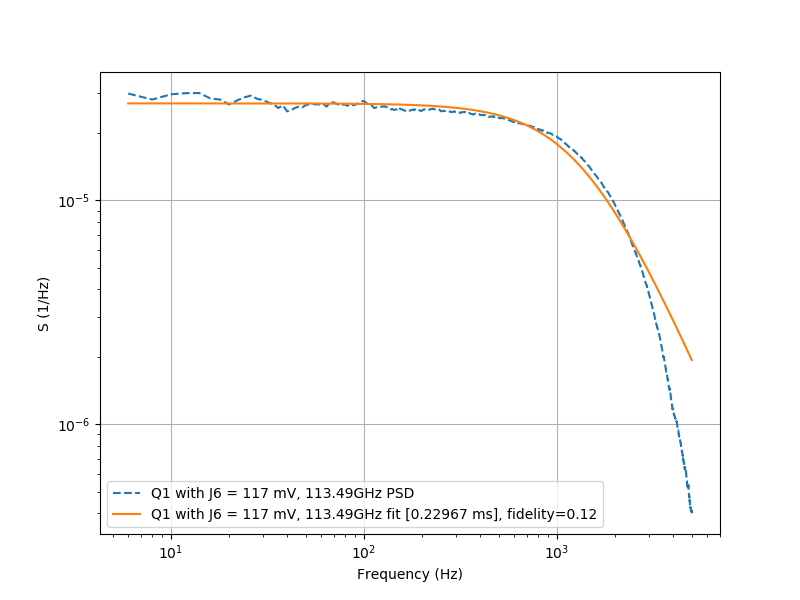 S (1/Hz)
10⁻⁵
10⁻⁶
Q1 with J6 = 117 mV, 113.49GHz PSD
Q1 with J6 = 117 mV, 113.49GHz fit [0.22967 ms], fidelity=0.12
10¹ 10² 10³
Frequency (Hz)